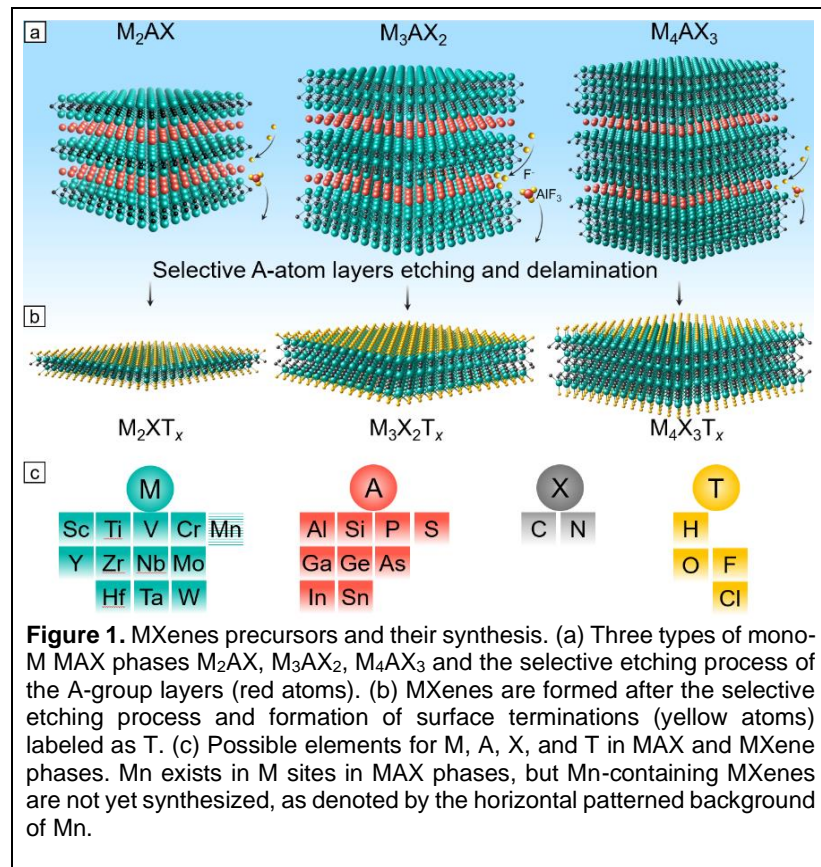 a
M₂AX M₃AX₂ M₄AX₃
F⁻
AlF₃
Selective A-atom layers etching and delamination
b
M₂XTₓ M₃X₂Tₓ M₄X₃Tₓ
c
M A X T
Sc Ti V Cr Mn Al Si P S C N H
Y Zr Nb Mo Ga Ge As O F
Hf Ta W In Sn Cl
Figure 1. MXenes precursors and their synthesis. (a) Three types of mono-
M MAX phases M₂AX, M₃AX₂, M₄AX₃ and the selective etching process of
the A-group layers (red atoms). (b) MXenes are formed after the selective
etching process and formation of surface terminations (yellow atoms)
labeled as T. (c) Possible elements for M, A, X, and T in MAX and MXene
phases. Mn exists in M sites in MAX phases, but Mn-containing MXenes
are not yet synthesized, as denoted by the horizontal patterned background
of Mn.